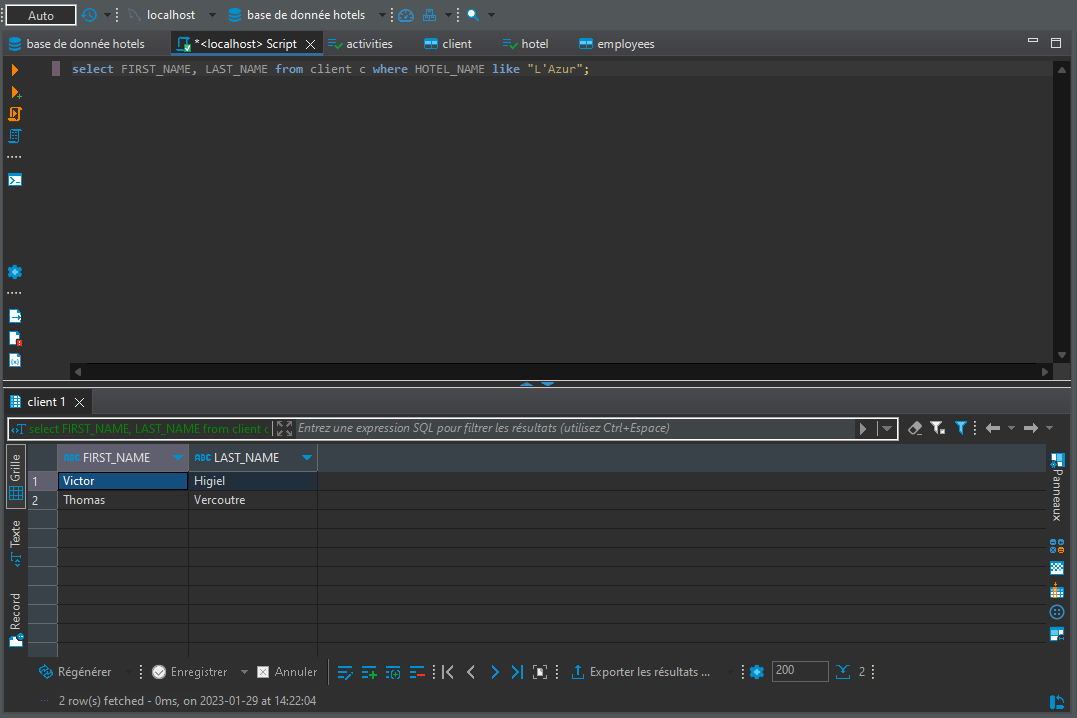 Auto localhost base de donnée hotels
base de donnée hotels *<localhost> Script activities client hotel employees
select FIRST_NAME, LAST_NAME from client c where HOTEL_NAME like "L'Azur";
client 1
select FIRST_NAME, LAST_NAME from client c Entrez une expression SQL pour filtrer les résultats (utilisez Ctrl+Espace)
ABC FIRST_NAME ABC LAST_NAME
1 Victor Higiel
2 Thomas Vercoutre
Grille
Texte
Record
Panneaux
Régénérer Enregistrer Annuler Exporter les résultats ... 200 2
2 row(s) fetched - 0ms, on 2023-01-29 at 14:22:04